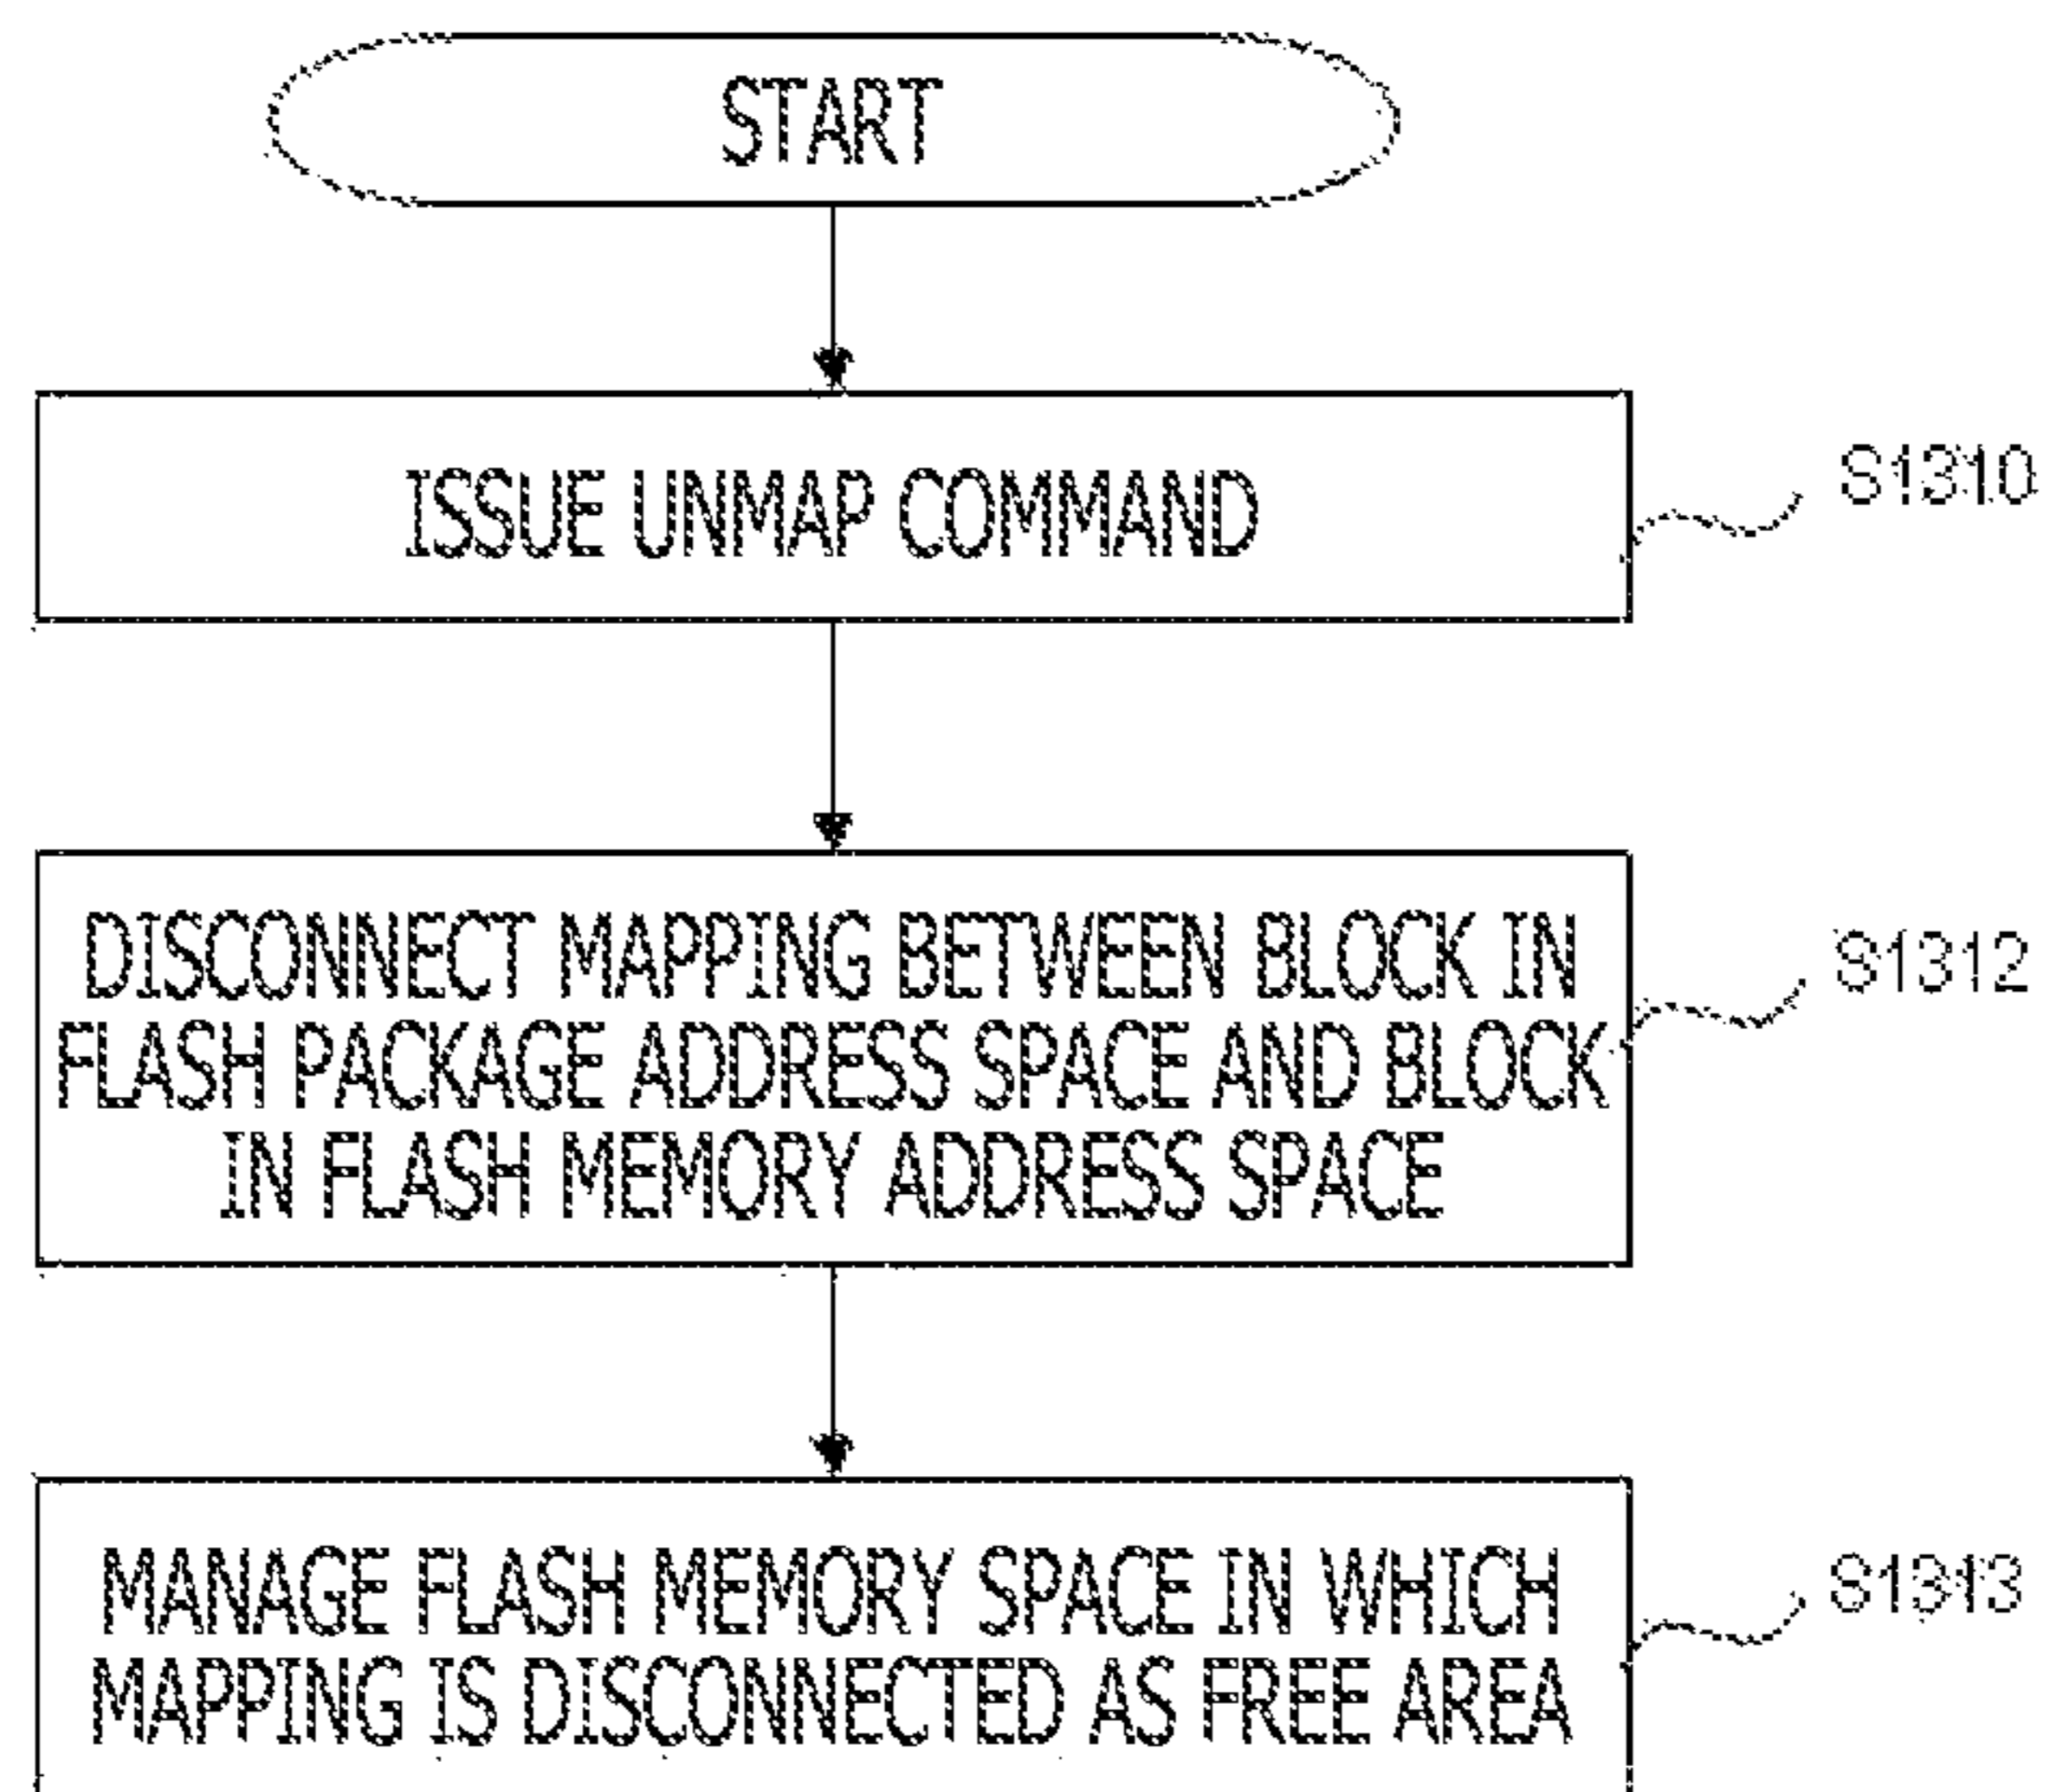 START
ISSUE UNMAP COMMAND
S1310
DISCONNECT MAPPING BETWEEN BLOCK IN
FLASH PACKAGE ADDRESS SPACE AND BLOCK
IN FLASH MEMORY ADDRESS SPACE
S1312
MANAGE FLASH MEMORY SPACE IN WHICH
MAPPING IS DISCONNECTED AS FREE AREA
S1313